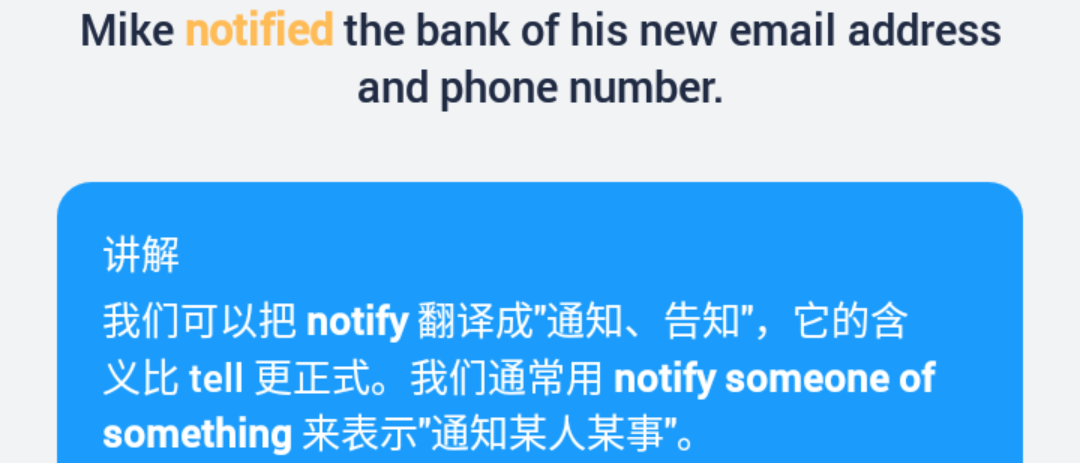 Mike notified the bank of his new email address
and phone number.
讲解
我们可以把 notify 翻译成"通知、告知"，它的含
义比 tell 更正式。我们通常用 notify someone of
something 来表示"通知某人某事"。